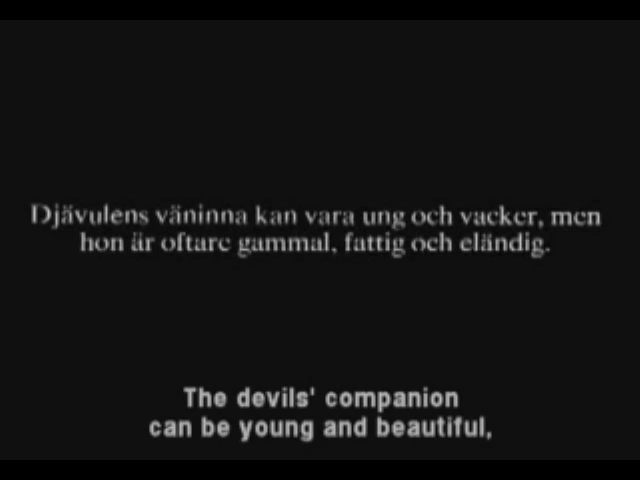 Djävulens väninna kan vara ung och vacker, men
hon är oftare gammal, fattig och eländig.
The devils' companion
can be young and beautiful,